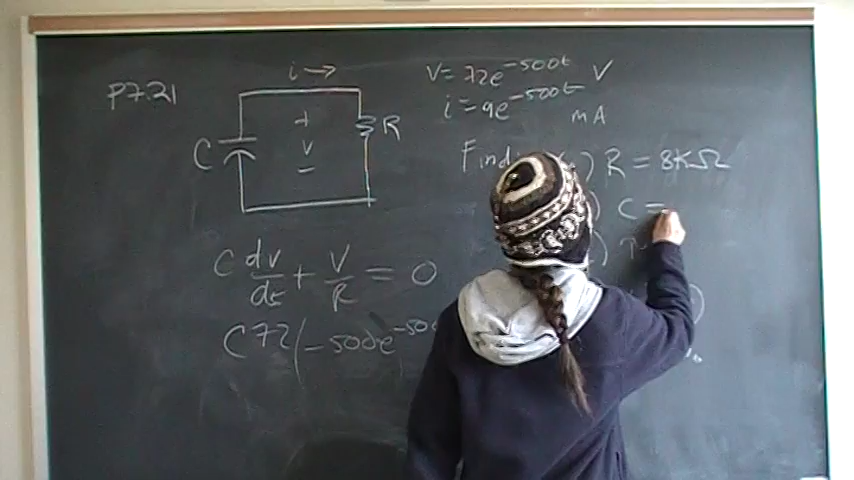 P7.21
i →
V = 72e^-500t V
i = 9e^-500t mA
C
+
v
-
R
Find
) R = 8KΩ
) C =
)
C dv/dt + V/R = 0
C72(-500e^-500